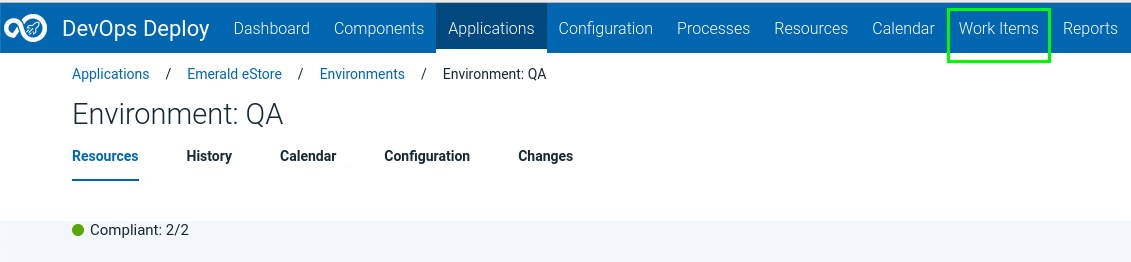 DevOps Deploy Dashboard Components Applications Configuration Processes Resources Calendar Work Items Reports
Applications / Emerald eStore / Environments / Environment: QA
Environment: QA
Resources History Calendar Configuration Changes
Compliant: 2/2